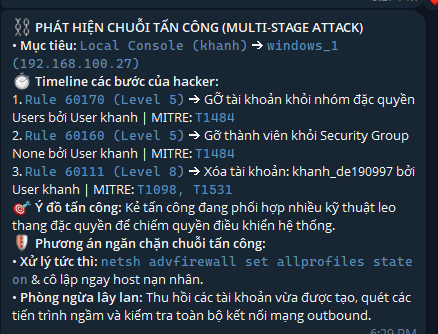 ⛓️ PHÁT HIỆN CHUỖI TẤN CÔNG (MULTI-STAGE ATTACK)
• Mục tiêu: Local Console (khanh) → windows_1
(192.168.100.27)
⏱️ Timeline các bước của hacker:
1. Rule 60170 (Level 5) → GỠ tài khoản khỏi nhóm đặc quyền
Users bởi User khanh | MITRE: T1484
2. Rule 60160 (Level 5) → Gỡ thành viên khỏi Security Group
None bởi User khanh | MITRE: T1484
3. Rule 60111 (Level 8) → Xóa tài khoản: khanh_de190997 bởi
User khanh | MITRE: T1098, T1531
🎯 Ý đồ tấn công: Kẻ tấn công đang phối hợp nhiều kỹ thuật leo
thang đặc quyền để chiếm quyền điều khiển hệ thống.
🛡️ Phương án ngăn chặn chuỗi tấn công:
• Xử lý tức thì: netsh advfirewall set allprofiles state
on & cô lập ngay host nạn nhân.
• Phòng ngừa lây lan: Thu hồi các tài khoản vừa được tạo, quét các
tiến trình ngầm và kiểm tra toàn bộ kết nối mạng outbound.
6:29 PM